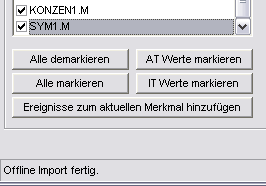 KONZEN1.M
SYM1.M
Alle demarkieren AT Werte markieren
Alle markieren IT Werte markieren
Ereignisse zum aktuellen Merkmal hinzufügen
Offline Import fertig.